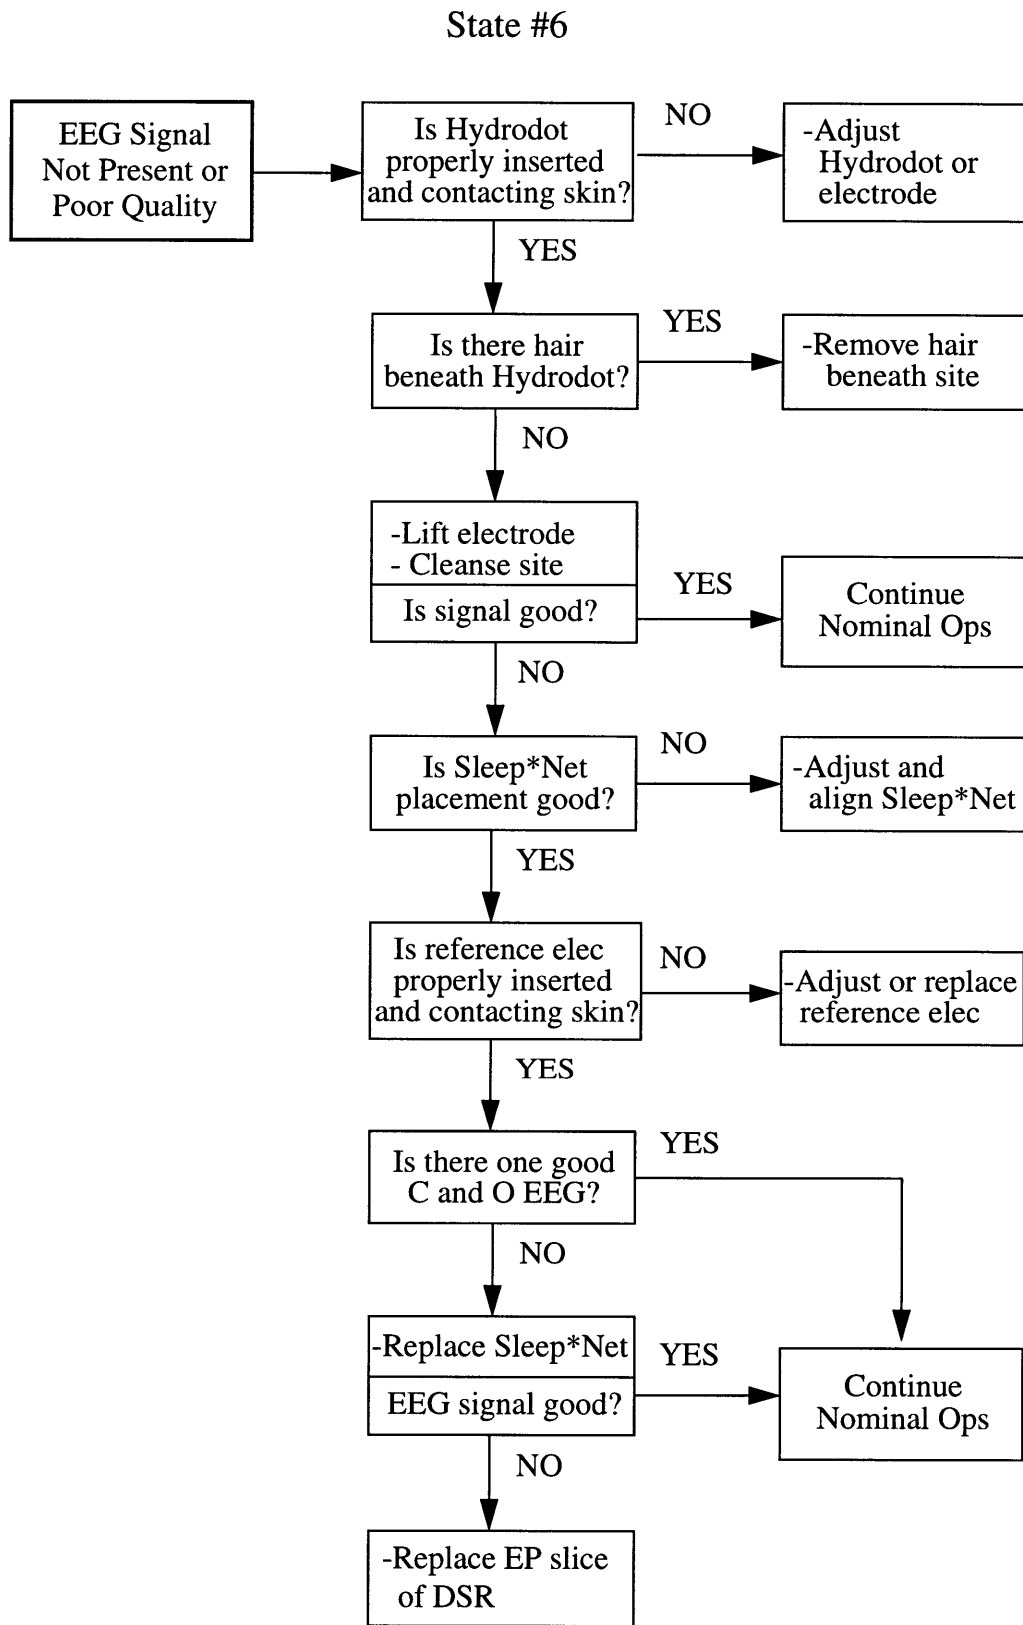 State #6
EEG Signal
Not Present or
Poor Quality
Is Hydrodot
properly inserted
and contacting skin?
NO
-Adjust
Hydrodot or
electrode
YES
Is there hair
beneath Hydrodot?
YES
-Remove hair
beneath site
NO
-Lift electrode
- Cleanse site
Is signal good?
YES
Continue
Nominal Ops
NO
Is Sleep*Net
placement good?
NO
-Adjust and
align Sleep*Net
YES
Is reference elec
properly inserted
and contacting skin?
NO
-Adjust or replace
reference elec
YES
Is there one good
C and O EEG?
YES
NO
-Replace Sleep*Net
EEG signal good?
YES
Continue
Nominal Ops
NO
-Replace EP slice
of DSR